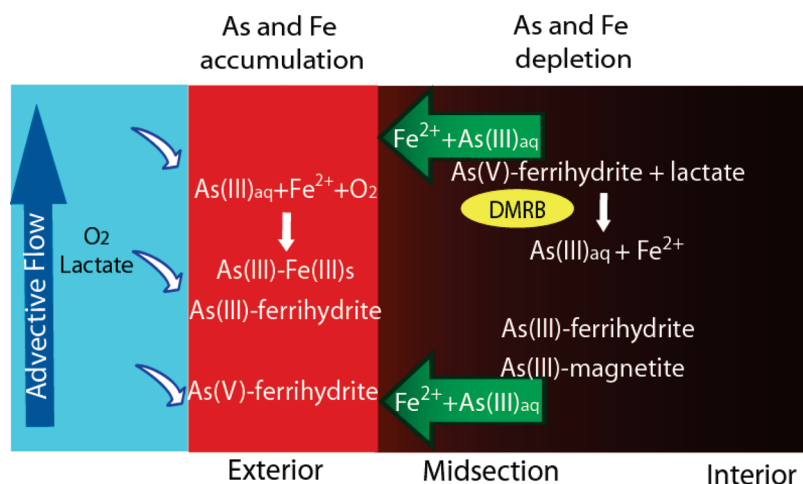 As and Fe
accumulation
As and Fe
depletion
Advective Flow
O2
Lactate
As(III)aq+Fe2++O2
As(III)-Fe(III)s
As(III)-ferrihydrite
As(V)-ferrihydrite
Fe2++As(III)aq
As(V)-ferrihydrite + lactate
DMRB
As(III)aq + Fe2+
As(III)-ferrihydrite
As(III)-magnetite
Fe2++As(III)aq
Exterior
Midsection
Interior